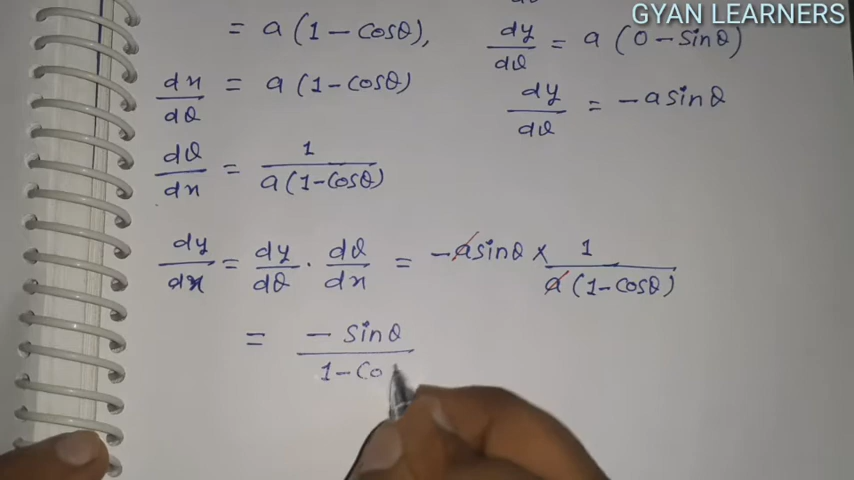 GYAN LEARNERS
= a(1-cosθ),
dx/dθ = a(1-cosθ)
dθ/dx = 1/a(1-cosθ)
dy/dθ = a(0-sinθ)
dy/dθ = -a sinθ
dy/dx = dy/dθ · dθ/dx = -a sinθ × 1/a(1-cosθ)
= -sinθ/1-Co